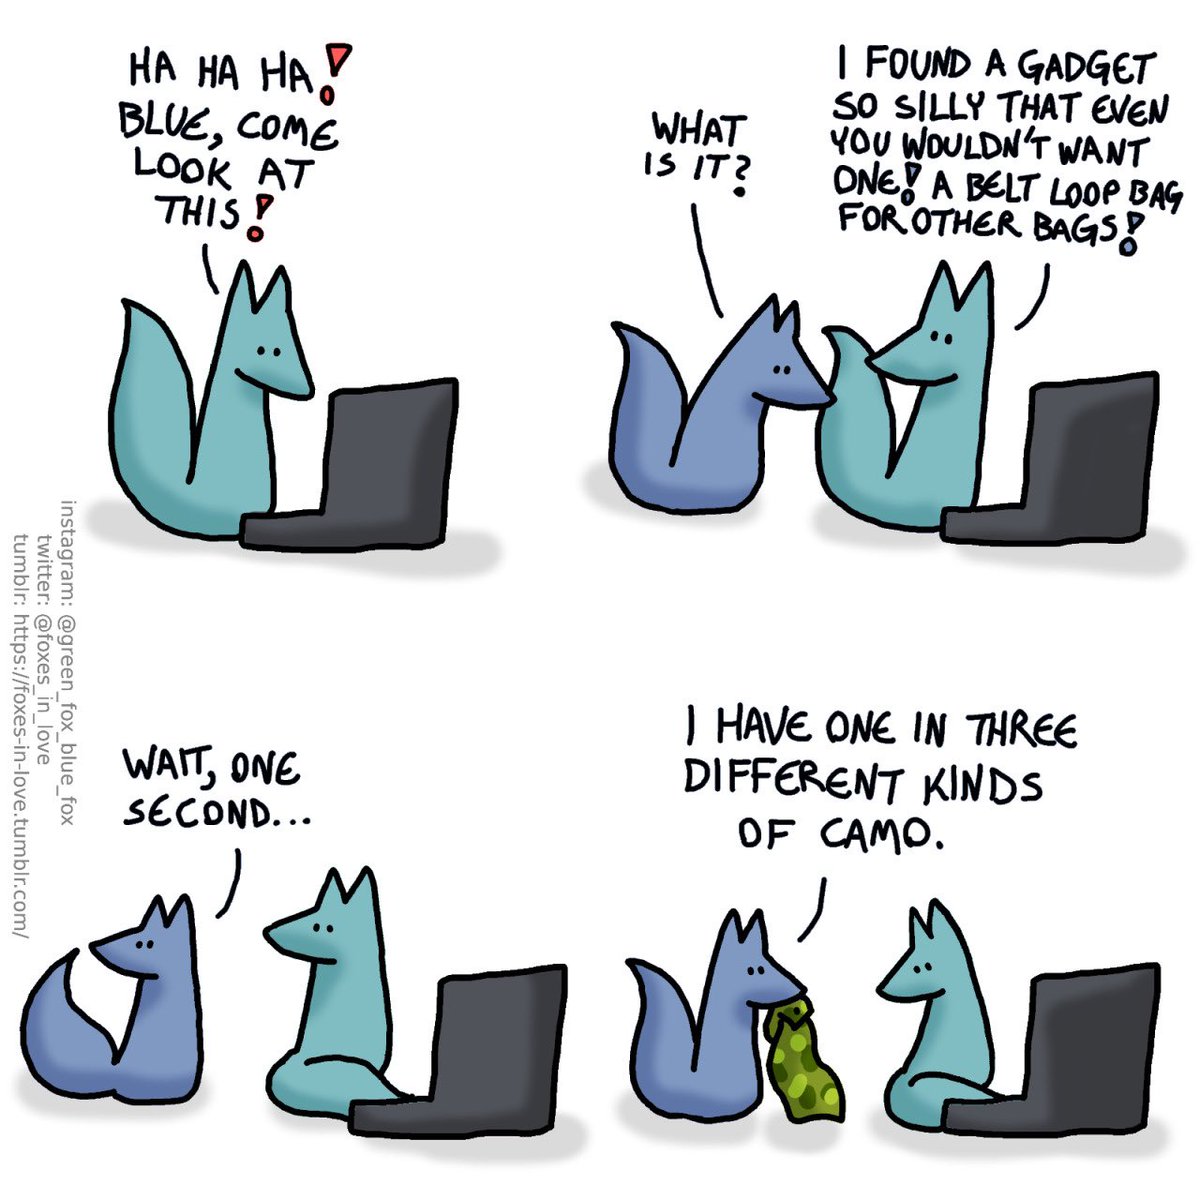 HA HA HA!
BLUE, COME
LOOK AT
THIS!
WHAT
IS IT?
I FOUND A GADGET
SO SILLY THAT EVEN
YOU WOULDN'T WANT
ONE! A BELT LOOP BAG
FOR OTHER BAGS!
WAIT, ONE
SECOND...
I HAVE ONE IN THREE
DIFFERENT KINDS
OF CAMO.
instagram: @green_fox_blue_fox
twitter: @foxes_in_love
tumblr: https://foxes-in-love.tumblr.com/